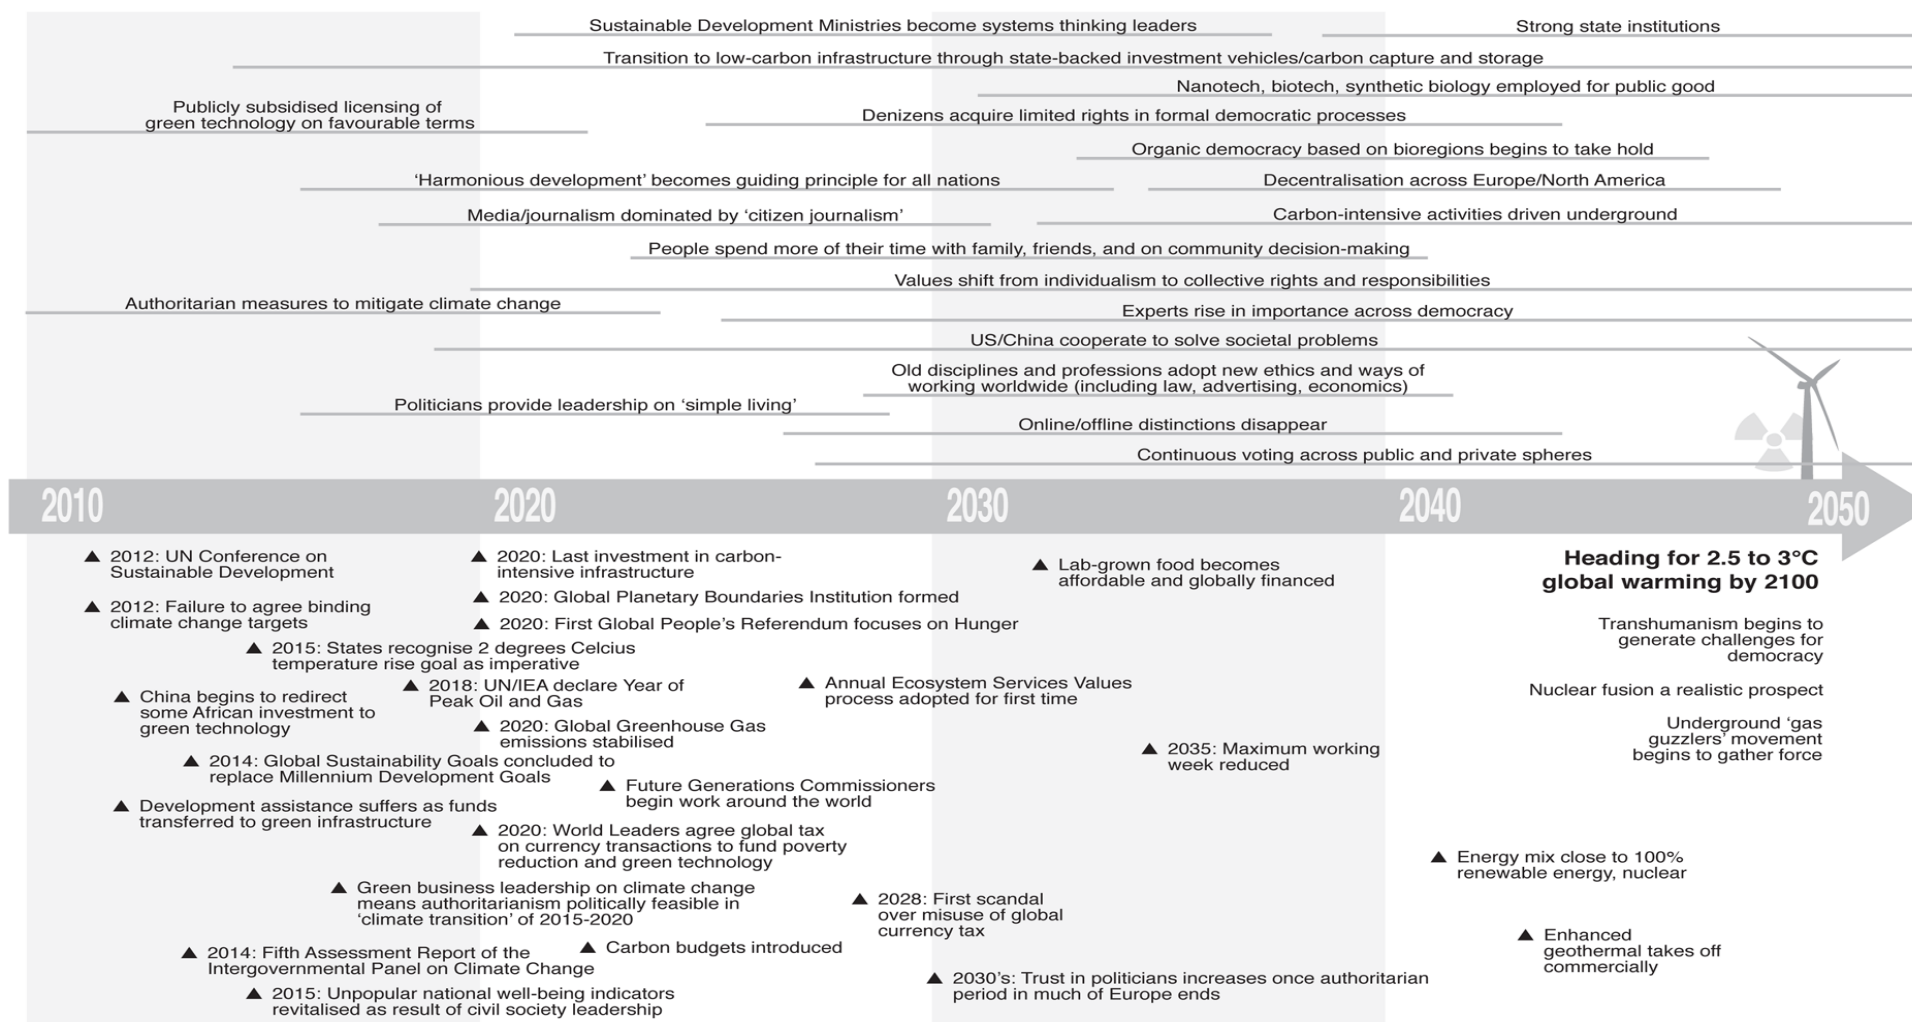 Sustainable Development Ministries become systems thinking leaders
Strong state institutions
Transition to low-carbon infrastructure through state-backed investment vehicles/carbon capture and storage
Nanotech, biotech, synthetic biology employed for public good
Publicly subsidised licensing of
green technology on favourable terms
Denizens acquire limited rights in formal democratic processes
Organic democracy based on bioregions begins to take hold
‘Harmonious development’ becomes guiding principle for all nations
Decentralisation across Europe/North America
Media/journalism dominated by ‘citizen journalism’
Carbon-intensive activities driven underground
People spend more of their time with family, friends, and on community decision-making
Values shift from individualism to collective rights and responsibilities
Authoritarian measures to mitigate climate change
Experts rise in importance across democracy
US/China cooperate to solve societal problems
Old disciplines and professions adopt new ethics and ways of
working worldwide (including law, advertising, economics)
Politicians provide leadership on ‘simple living’
Online/offline distinctions disappear
Continuous voting across public and private spheres
2010
2020
2030
2040
2050
2012: UN Conference on
Sustainable Development
2012: Failure to agree binding
climate change targets
2015: States recognise 2 degrees Celcius
temperature rise goal as imperative
China begins to redirect
some African investment to
green technology
2018: UN/IEA declare Year of
Peak Oil and Gas
2014: Global Sustainability Goals concluded to
replace Millennium Development Goals
Development assistance suffers as funds
transferred to green infrastructure
Green business leadership on climate change
means authoritarianism politically feasible in
‘climate transition’ of 2015-2020
2014: Fifth Assessment Report of the
Intergovernmental Panel on Climate Change
2015: Unpopular national well-being indicators
revitalised as result of civil society leadership
2020: Last investment in carbon-
intensive infrastructure
2020: Global Planetary Boundaries Institution formed
2020: First Global People’s Referendum focuses on Hunger
2020: Global Greenhouse Gas
emissions stabilised
Future Generations Commissioners
begin work around the world
2020: World Leaders agree global tax
on currency transactions to fund poverty
reduction and green technology
Carbon budgets introduced
Annual Ecosystem Services Values
process adopted for first time
2028: First scandal
over misuse of global
currency tax
Lab-grown food becomes
affordable and globally financed
2035: Maximum working
week reduced
2030’s: Trust in politicians increases once authoritarian
period in much of Europe ends
Heading for 2.5 to 3°C
global warming by 2100
Transhumanism begins to
generate challenges for
democracy
Nuclear fusion a realistic prospect
Underground ‘gas
guzzlers’ movement
begins to gather force
Energy mix close to 100%
renewable energy, nuclear
Enhanced
geothermal takes off
commercially